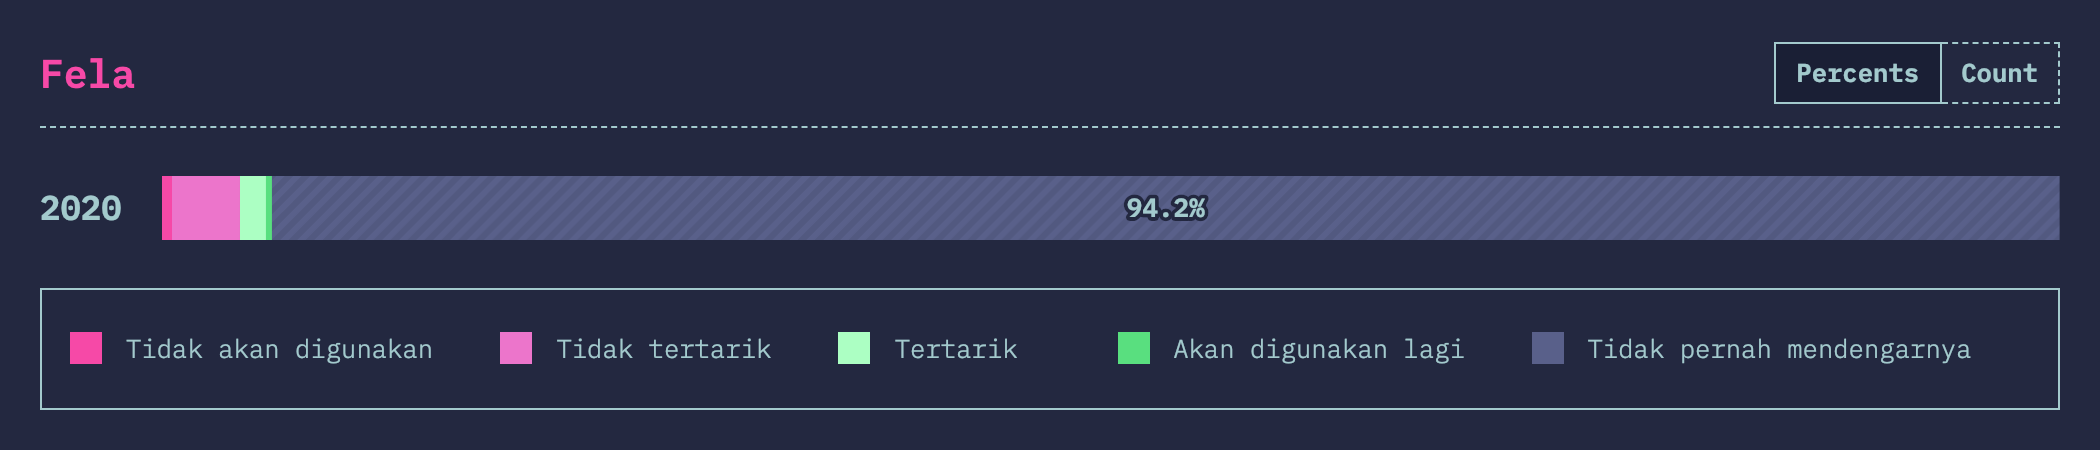 Fela
Percents Count
2020 94.2%
Tidak akan digunakan Tidak tertarik Tertarik Akan digunakan lagi Tidak pernah mendengarnya